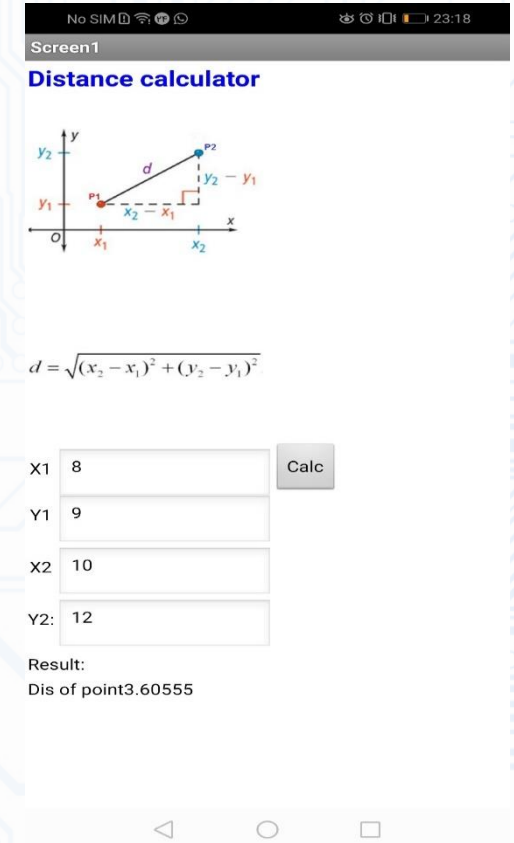 No SIM 23:18
Screen1
Distance calculator
y
y₂
P2
d
y₂ − y₁
P1
y₁
x₂ − x₁
x
O
x₁
x₂
d = √(x₂ − x₁)² + (y₂ − y₁)²
X1 8 Calc
Y1 9
X2 10
Y2: 12
Result:
Dis of point3.60555